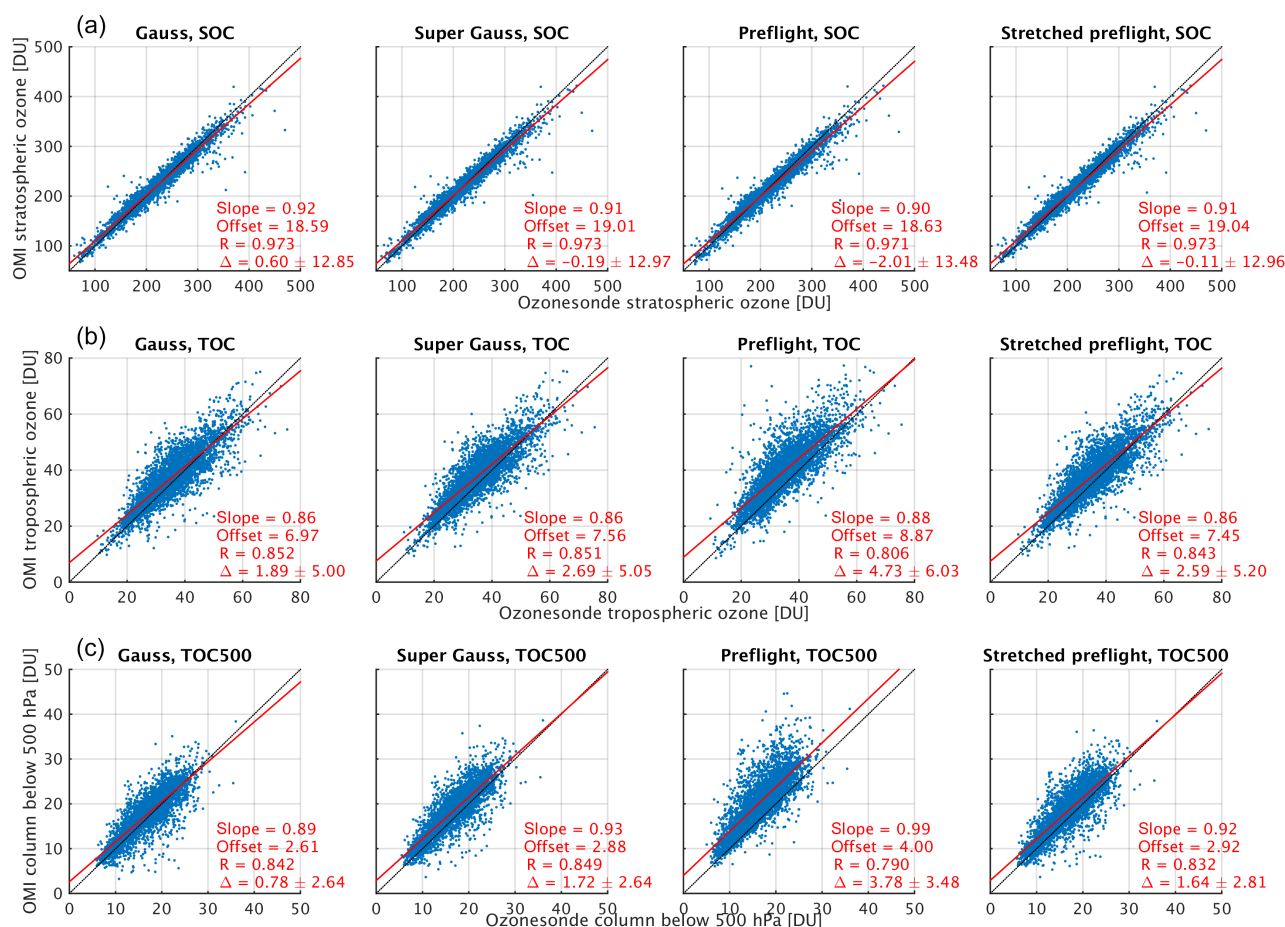 (a)
Gauss, SOC
Super Gauss, SOC
Preflight, SOC
Stretched preflight, SOC
OMI stratospheric ozone [DU]
500
400
300
200
100
Slope = 0.92
Offset = 18.59
R = 0.973
Δ = 0.60 ± 12.85
Slope = 0.91
Offset = 19.01
R = 0.973
Δ = −0.19 ± 12.97
Slope = 0.90
Offset = 18.63
R = 0.971
Δ = −2.01 ± 13.48
Slope = 0.91
Offset = 19.04
R = 0.973
Δ = −0.11 ± 12.96
100 200 300 400 500 100 200 300 400 500 100 200 300 400 500 100 200 300 400 500
Ozonesonde stratospheric ozone [DU]
(b)
Gauss, TOC
Super Gauss, TOC
Preflight, TOC
Stretched preflight, TOC
OMI tropospheric ozone [DU]
80
60
40
20
0
Slope = 0.86
Offset = 6.97
R = 0.852
Δ = 1.89 ± 5.00
Slope = 0.86
Offset = 7.56
R = 0.851
Δ = 2.69 ± 5.05
Slope = 0.88
Offset = 8.87
R = 0.806
Δ = 4.73 ± 6.03
Slope = 0.86
Offset = 7.45
R = 0.843
Δ = 2.59 ± 5.20
0 20 40 60 80 0 20 40 60 80 0 20 40 60 80 0 20 40 60 80
Ozonesonde tropospheric ozone [DU]
(c)
Gauss, TOC500
Super Gauss, TOC500
Preflight, TOC500
Stretched preflight, TOC500
OMI column below 500 hPa [DU]
50
40
30
20
10
0
Slope = 0.89
Offset = 2.61
R = 0.842
Δ = 0.78 ± 2.64
Slope = 0.93
Offset = 2.88
R = 0.849
Δ = 1.72 ± 2.64
Slope = 0.99
Offset = 4.00
R = 0.790
Δ = 3.78 ± 3.48
Slope = 0.92
Offset = 2.92
R = 0.832
Δ = 1.64 ± 2.81
0 10 20 30 40 50 0 10 20 30 40 50 0 10 20 30 40 50 0 10 20 30 40 50
Ozonesonde column below 500 hPa [DU]